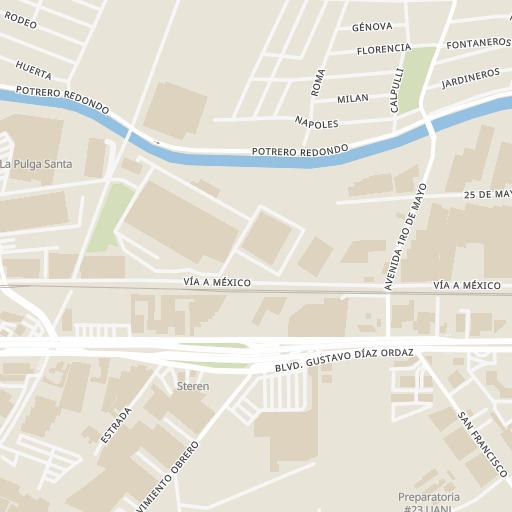 RODEO
GÉNOVA
FLORENCIA
FONTANEROS
HUERTA
ROMA
CALPULLI
JARDINEROS
POTRERO REDONDO
MILAN
NAPOLES
POTRERO REDONDO
La Pulga Santa
25 DE MAY
AVENIDA 1RO DE MAYO
VÍA A MÉXICO
VÍA A MÉXICO
BLVD. GUSTAVO DÍAZ ORDAZ
Steren
ESTRADA
VIMIENTO OBRERO
SAN FRANCISCO
Preparatoria
#23 UANL